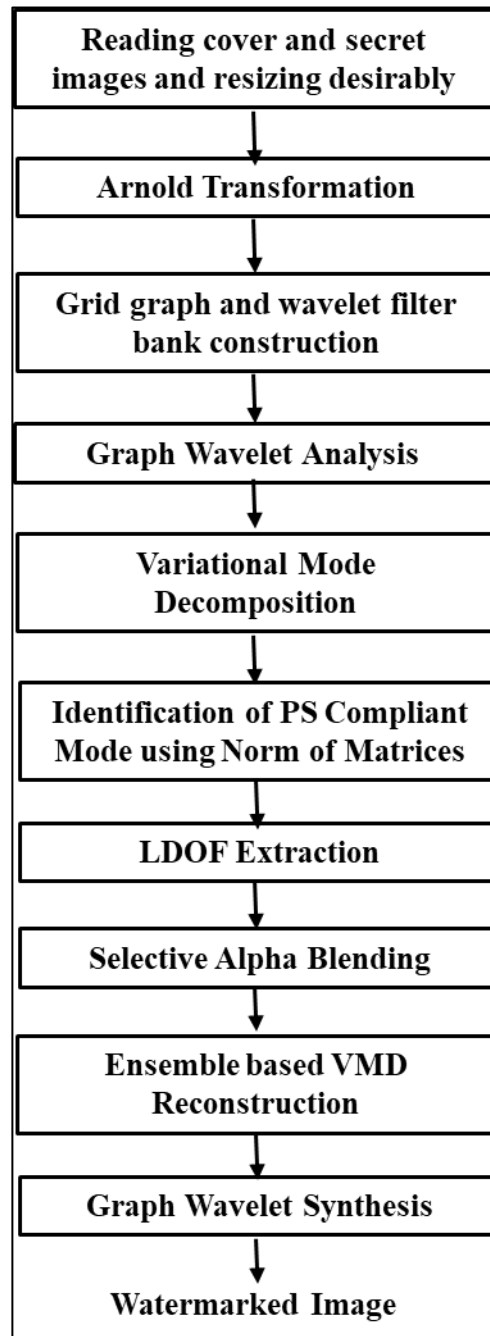 Reading cover and secret
images and resizing desirably
Arnold Transformation
Grid graph and wavelet filter
bank construction
Graph Wavelet Analysis
Variational Mode
Decomposition
Identification of PS Compliant
Mode using Norm of Matrices
LDOF Extraction
Selective Alpha Blending
Ensemble based VMD
Reconstruction
Graph Wavelet Synthesis
Watermarked Image